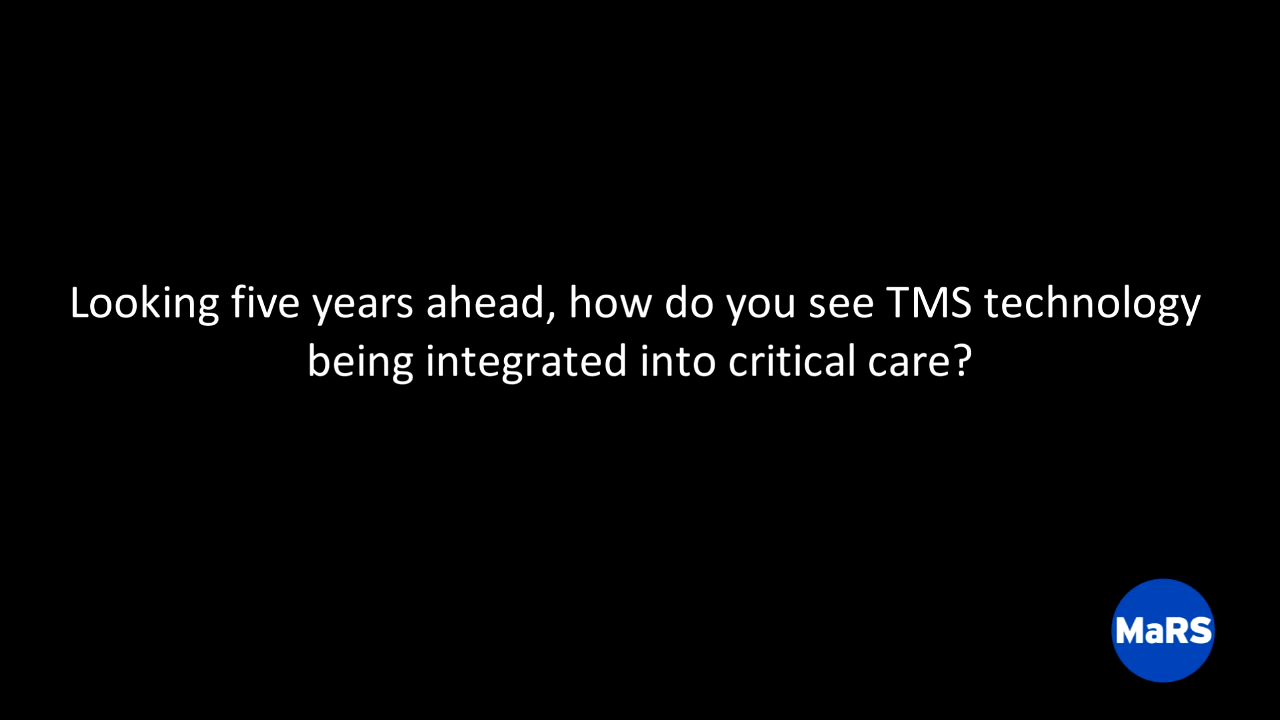 Looking five years ahead, how do you see TMS technology
being integrated into critical care?
MaRS